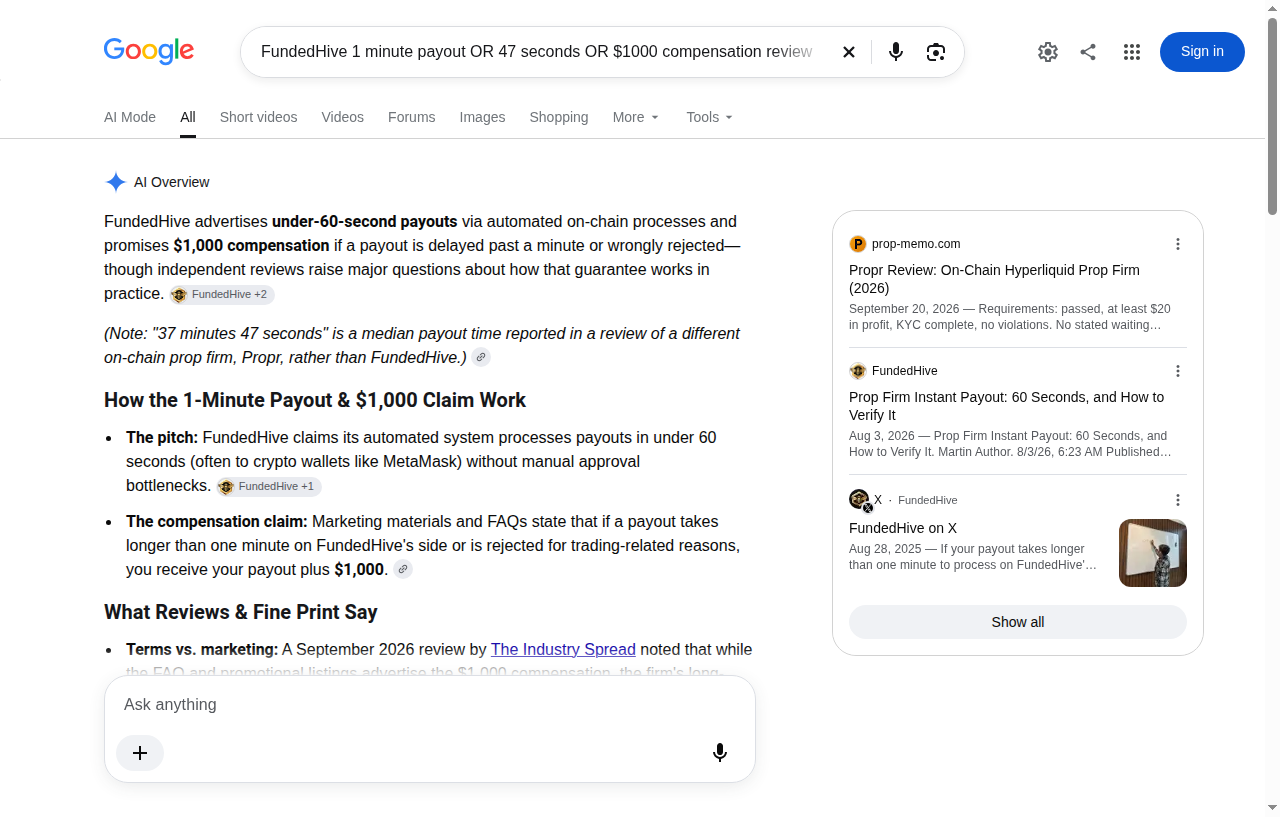 Google
FundedHive 1 minute payout OR 47 seconds OR $1000 compensation review
Sign in
AI Mode
All
Short videos
Videos
Forums
Images
Shopping
More
Tools
AI Overview
FundedHive advertises under-60-second payouts via automated on-chain processes and
promises $1,000 compensation if a payout is delayed past a minute or wrongly rejected—
though independent reviews raise major questions about how that guarantee works in
practice. FundedHive +2
(Note: "37 minutes 47 seconds" is a median payout time reported in a review of a different
on-chain prop firm, Propr, rather than FundedHive.)
How the 1-Minute Payout & $1,000 Claim Work
• The pitch: FundedHive claims its automated system processes payouts in under 60
seconds (often to crypto wallets like MetaMask) without manual approval
bottlenecks. FundedHive +1
• The compensation claim: Marketing materials and FAQs state that if a payout takes
longer than one minute on FundedHive's side or is rejected for trading-related reasons,
you receive your payout plus $1,000.
What Reviews & Fine Print Say
• Terms vs. marketing: A September 2026 review by The Industry Spread noted that while
the FAQ and promotional listings advertise the $1,000 compensation, the firm's long-
Ask anything
P prop-memo.com
Propr Review: On-Chain Hyperliquid Prop Firm
(2026)
September 20, 2026 — Requirements: passed, at least $20
in profit, KYC complete, no violations. No stated waiting…
FundedHive
Prop Firm Instant Payout: 60 Seconds, and How to
Verify It
Aug 3, 2026 — Prop Firm Instant Payout: 60 Seconds, and
How to Verify It. Martin Author. 8/3/26, 6:23 AM Published…
X · FundedHive
FundedHive on X
Aug 28, 2025 — If your payout takes longer
than one minute to process on FundedHive'…
Show all